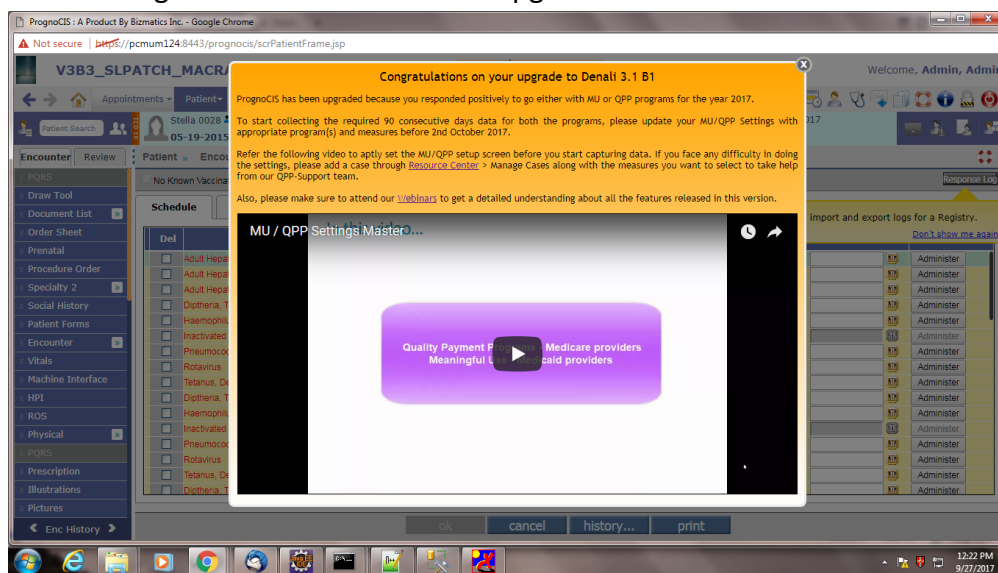 PrognoCIS : A Product By Bizmatics Inc. - Google Chrome
Not secure | https://pcmum124:8443/prognocis/scrPatientFrame.jsp
V3B3_SLPATCH_MACRA
Welcome, Admin, Admin
Appointments
Patient
Patient Search
Stella 0028
05-19-2015
017
Encounter
Review
Patient » Encou
PQRS
Draw Tool
Document List
Order Sheet
Prenatal
Procedure Order
Specialty 2
Social History
Patient Forms
Encounter
Vitals
Machine Interface
HPI
ROS
Physical
PQRS
Prescription
Illustrations
Pictures
Enc History
No Known Vaccina
Response Log
Schedule
import and export logs for a Registry.
Don't show me again
Del
Adult Hepa
Administer
Adult Hepa
Administer
Adult Hepa
Administer
Diptheria, T
Administer
Haemophilu
Administer
Inactivated
Administer
Pneumococ
Administer
Rotavirus
Administer
Tetanus, De
Administer
Diptheria, T
Administer
Haemophilu
Administer
Inactivated
Administer
Pneumococ
Administer
Rotavirus
Administer
Tetanus, De
Administer
Diptheria, T
Administer
Congratulations on your upgrade to Denali 3.1 B1
PrognoCIS has been upgraded because you responded positively to go either with MU or QPP programs for the year 2017.
To start collecting the required 90 consecutive days data for both the programs, please update your MU/QPP Settings with
appropriate program(s) and measures before 2nd October 2017.
Refer the following video to aptly set the MU/QPP setup screen before you start capturing data. If you face any difficulty in doing
the settings, please add a case through Resource Center > Manage Cases along with the measures you want to select to take help
from our QPP-Support team.
Also, please make sure to attend our Webinars to get a detailed understanding about all the features released in this version.
MU / QPP Settings Master
video...
Quality Payment Medicare providers
Meaningful providers
ok
cancel
history...
print
12:22 PM
9/27/2017